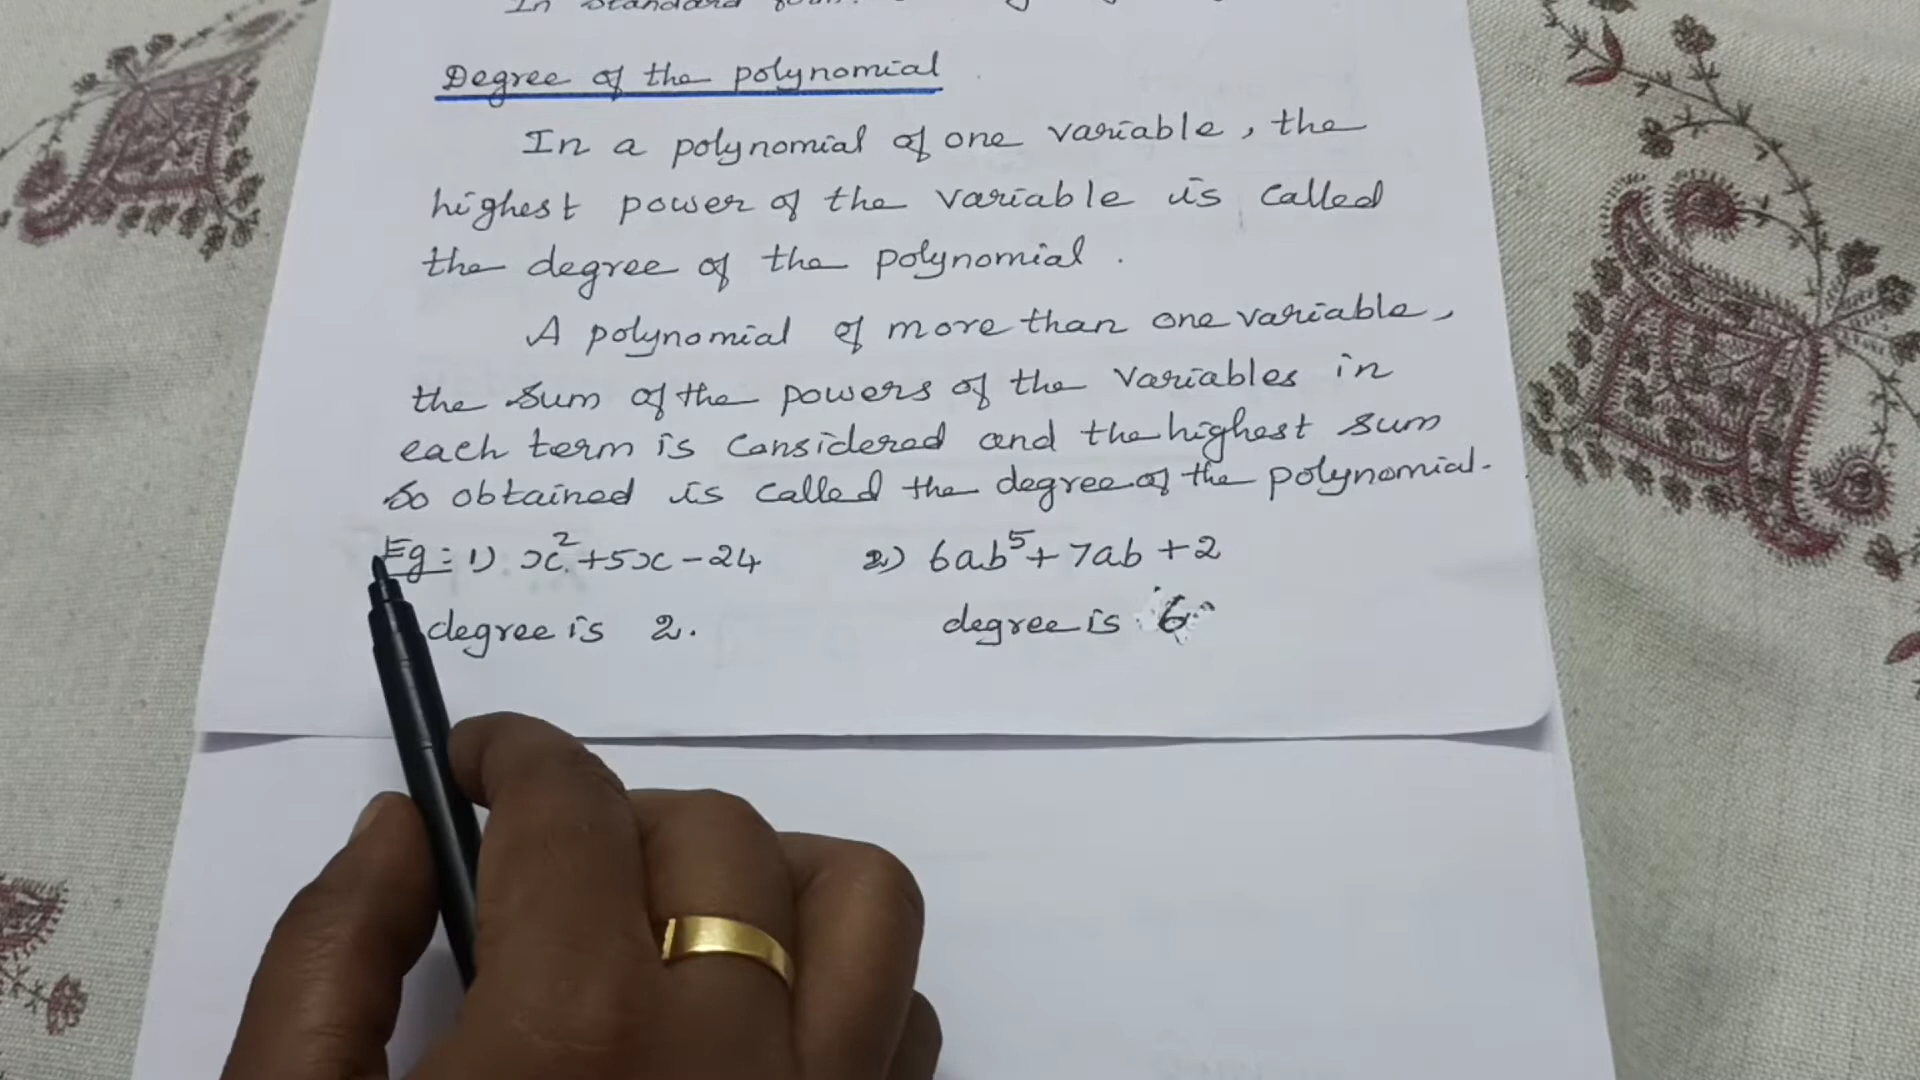 In standard form
Degree of the polynomial
In a polynomial of one variable, the
highest power of the variable is called
the degree of the polynomial.
A polynomial of more than one variable,
the sum of the powers of the variables in
each term is considered and the highest sum
so obtained is called the degree of the polynomial.
Eg: 1) x²+5x-24 2) 6ab⁵+7ab+2
degree is 2. degree is 6